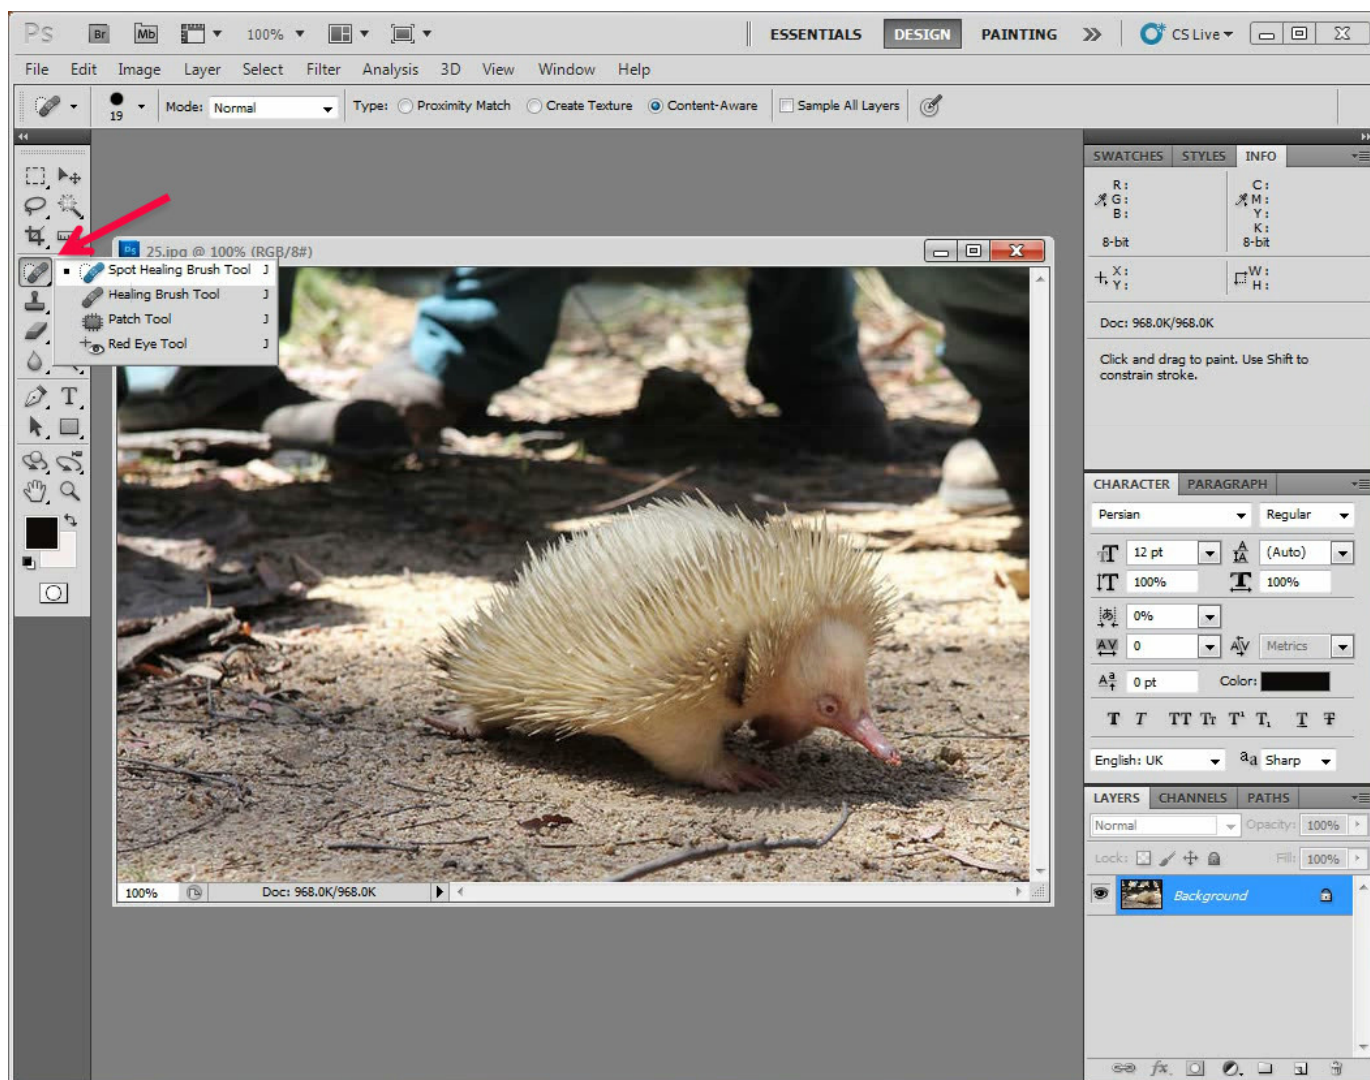 Ps Br Mb 100% ESSENTIALS DESIGN PAINTING CS Live
File Edit Image Layer Select Filter Analysis 3D View Window Help
19 Mode: Normal Type: Proximity Match Create Texture Content-Aware Sample All Layers
25.jpg @ 100% (RGB/8#)
Spot Healing Brush Tool J
Healing Brush Tool J
Patch Tool J
Red Eye Tool J
T
100% Doc: 968.0K/968.0K
SWATCHES STYLES INFO
R: C:
G: M:
B: Y:
K:
8-bit 8-bit
X: W:
Y: H:
Doc: 968.0K/968.0K
Click and drag to paint. Use Shift to
constrain stroke.
CHARACTER PARAGRAPH
Persian Regular
12 pt (Auto)
100% 100%
あ 0%
AV 0 AV Metrics
Aa 0 pt Color:
T T TT Tr T¹ T₁ T T
English: UK aa Sharp
LAYERS CHANNELS PATHS
Normal Opacity: 100%
Lock: Fill: 100%
Background
fx